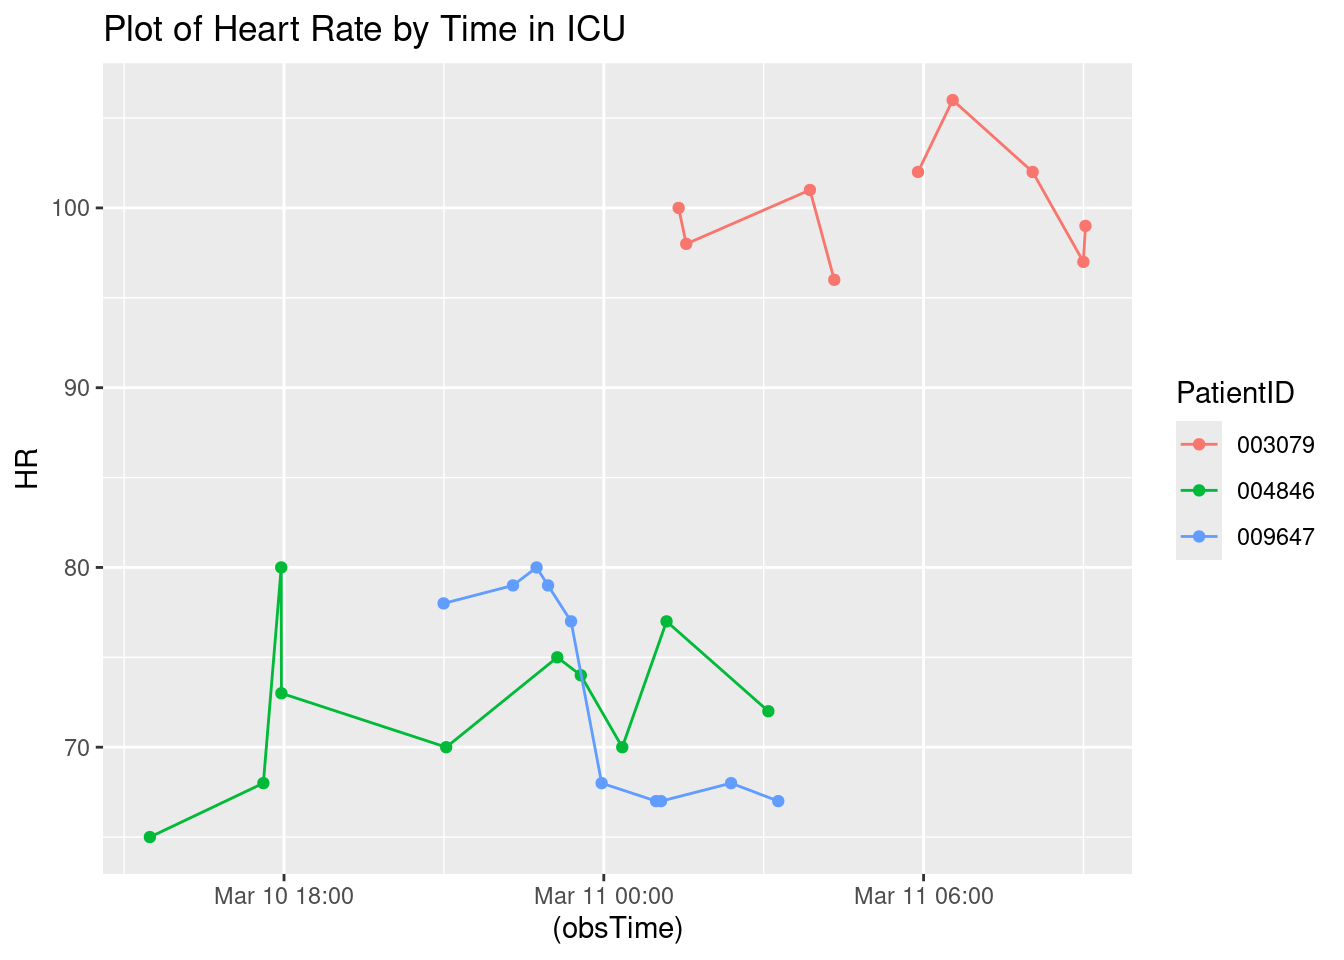 Plot of Heart Rate by Time in ICU
HR
100
90
80
70
Mar 10 18:00
Mar 11 00:00
Mar 11 06:00
(obsTime)
PatientID
003079
004846
009647